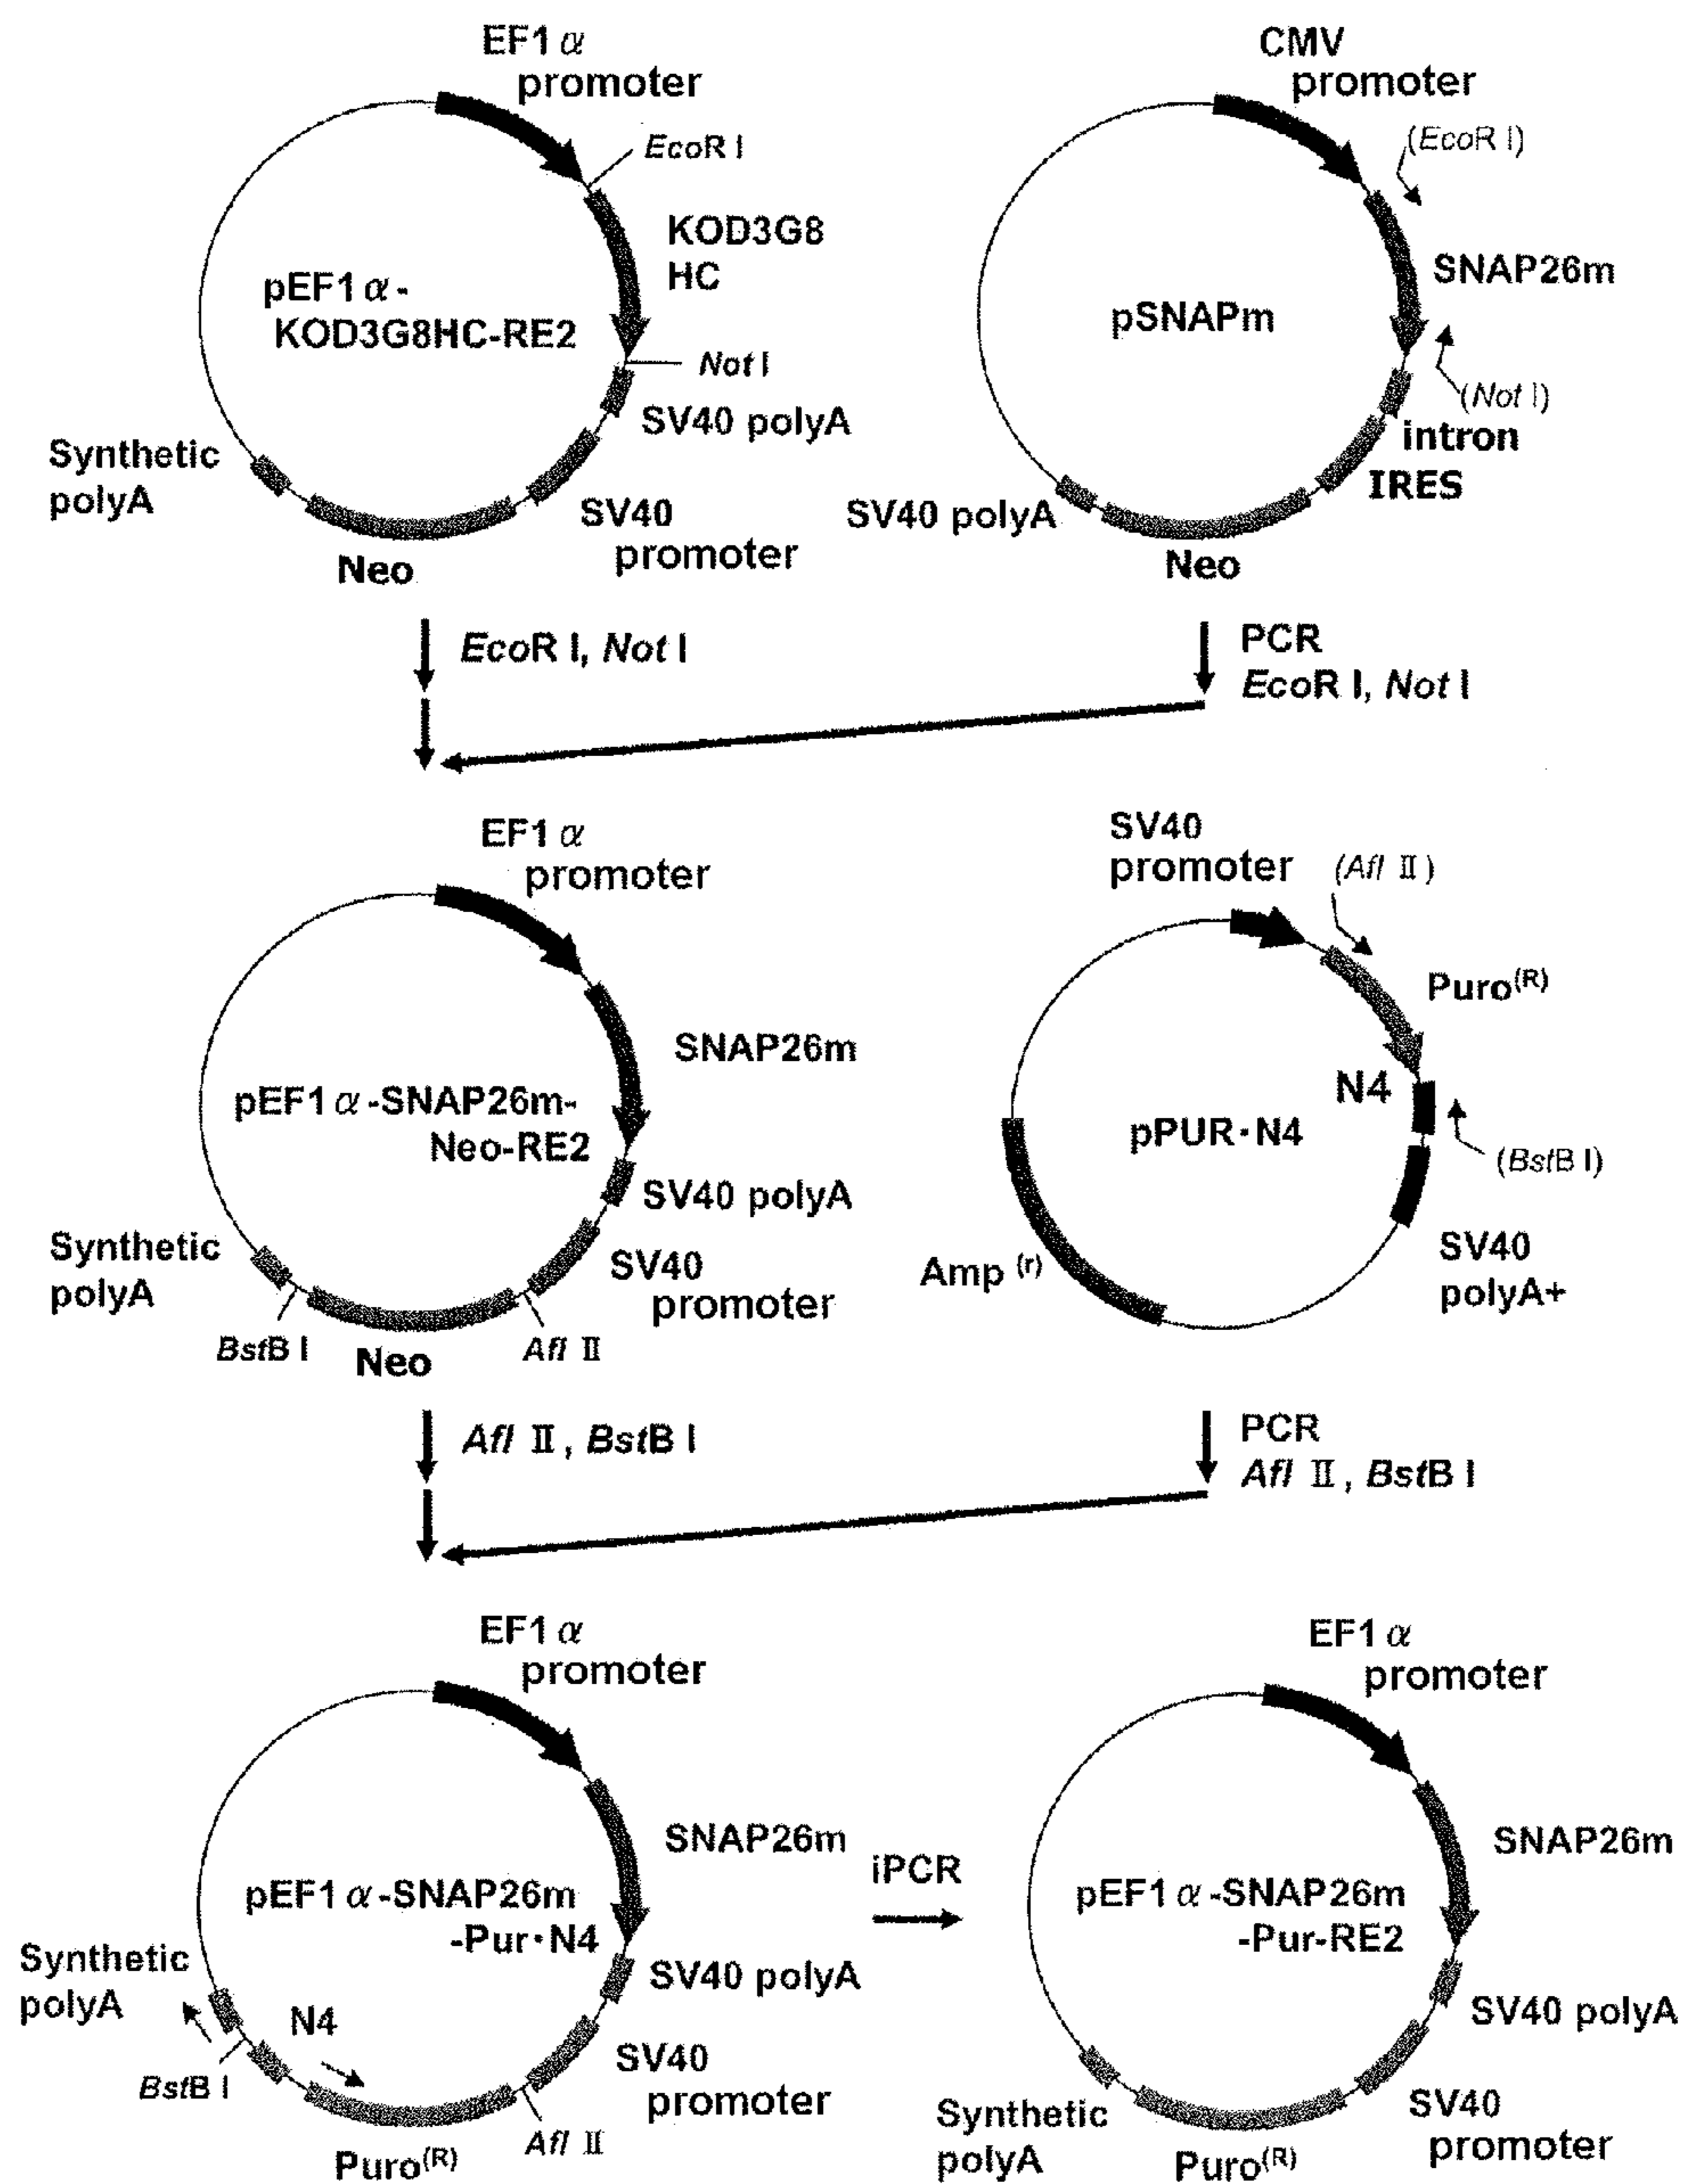 EF1α
promoter
EcoR I
KOD3G8
HC
pEF1α-
KOD3G8HC-RE2
Not I
SV40 polyA
Synthetic
polyA
SV40
promoter
Neo
CMV
promoter
(EcoR I)
SNAP26m
pSNAPm
(Not I)
intron
IRES
SV40 polyA
Neo
EcoR I, Not I
PCR
EcoR I, Not I
EF1α
promoter
SNAP26m
pEF1α-SNAP26m-
Neo-RE2
SV40 polyA
Synthetic
polyA
SV40
promoter
BstB I
Neo
Afl II
SV40
promoter
(Afl II)
Puro(R)
N4
pPUR·N4
(BstB I)
Amp (r)
SV40
polyA+
Afl II, BstB I
PCR
Afl II, BstB I
EF1α
promoter
SNAP26m
pEF1α-SNAP26m
-Pur·N4
Synthetic
polyA
SV40 polyA
N4
SV40
promoter
BstB I
Afl II
Puro(R)
iPCR
EF1α
promoter
SNAP26m
pEF1α-SNAP26m
-Pur-RE2
SV40 polyA
Synthetic
polyA
SV40
promoter
Puro(R)